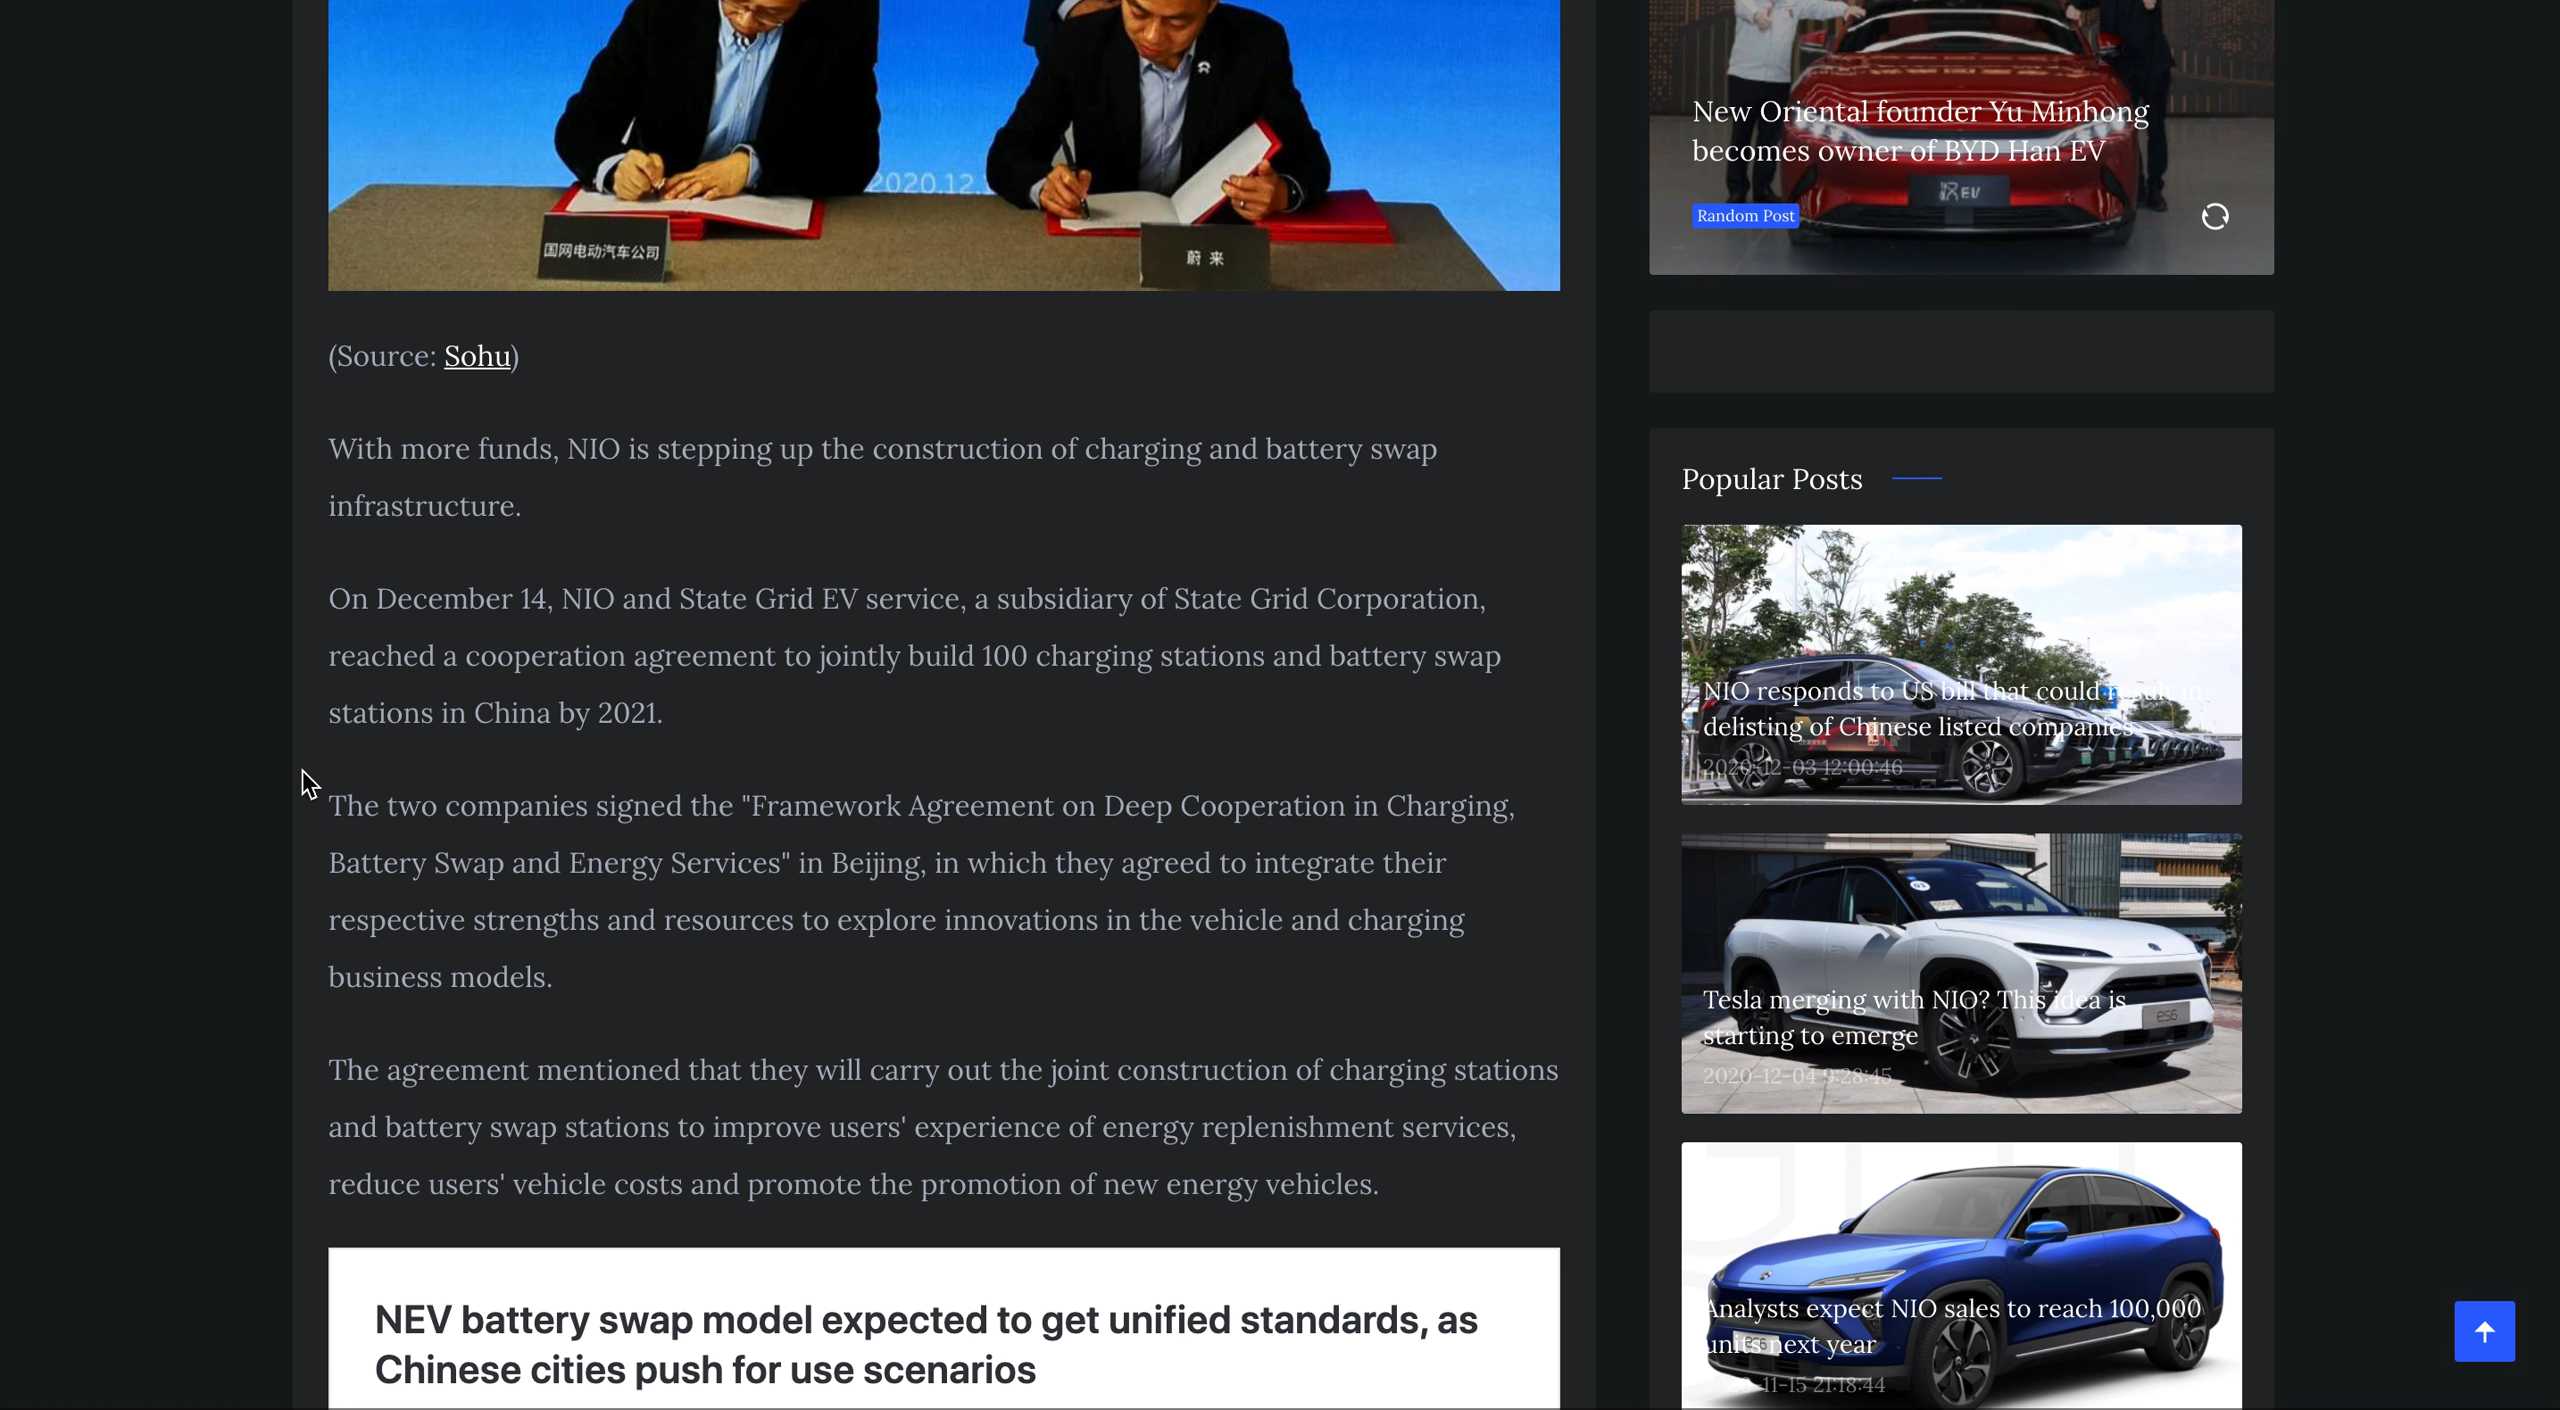 2020.12.
国网电动汽车公司
蔚来
(Source: Sohu)
With more funds, NIO is stepping up the construction of charging and battery swap
infrastructure.
On December 14, NIO and State Grid EV service, a subsidiary of State Grid Corporation,
reached a cooperation agreement to jointly build 100 charging stations and battery swap
stations in China by 2021.
The two companies signed the "Framework Agreement on Deep Cooperation in Charging,
Battery Swap and Energy Services" in Beijing, in which they agreed to integrate their
respective strengths and resources to explore innovations in the vehicle and charging
business models.
The agreement mentioned that they will carry out the joint construction of charging stations
and battery swap stations to improve users' experience of energy replenishment services,
reduce users' vehicle costs and promote the promotion of new energy vehicles.
NEV battery swap model expected to get unified standards, as
Chinese cities push for use scenarios
New Oriental founder Yu Minhong
becomes owner of BYD Han EV
汉EV
Random Post
Popular Posts
NIO responds to US bill that could result in
delisting of Chinese listed companies
2020-12-03 12:00:46
Tesla merging with NIO? This idea is
starting to emerge
es6
2020-12-04 9:28:45
Analysts expect NIO sales to reach 100,000
units next year
-11-15 21:18:44